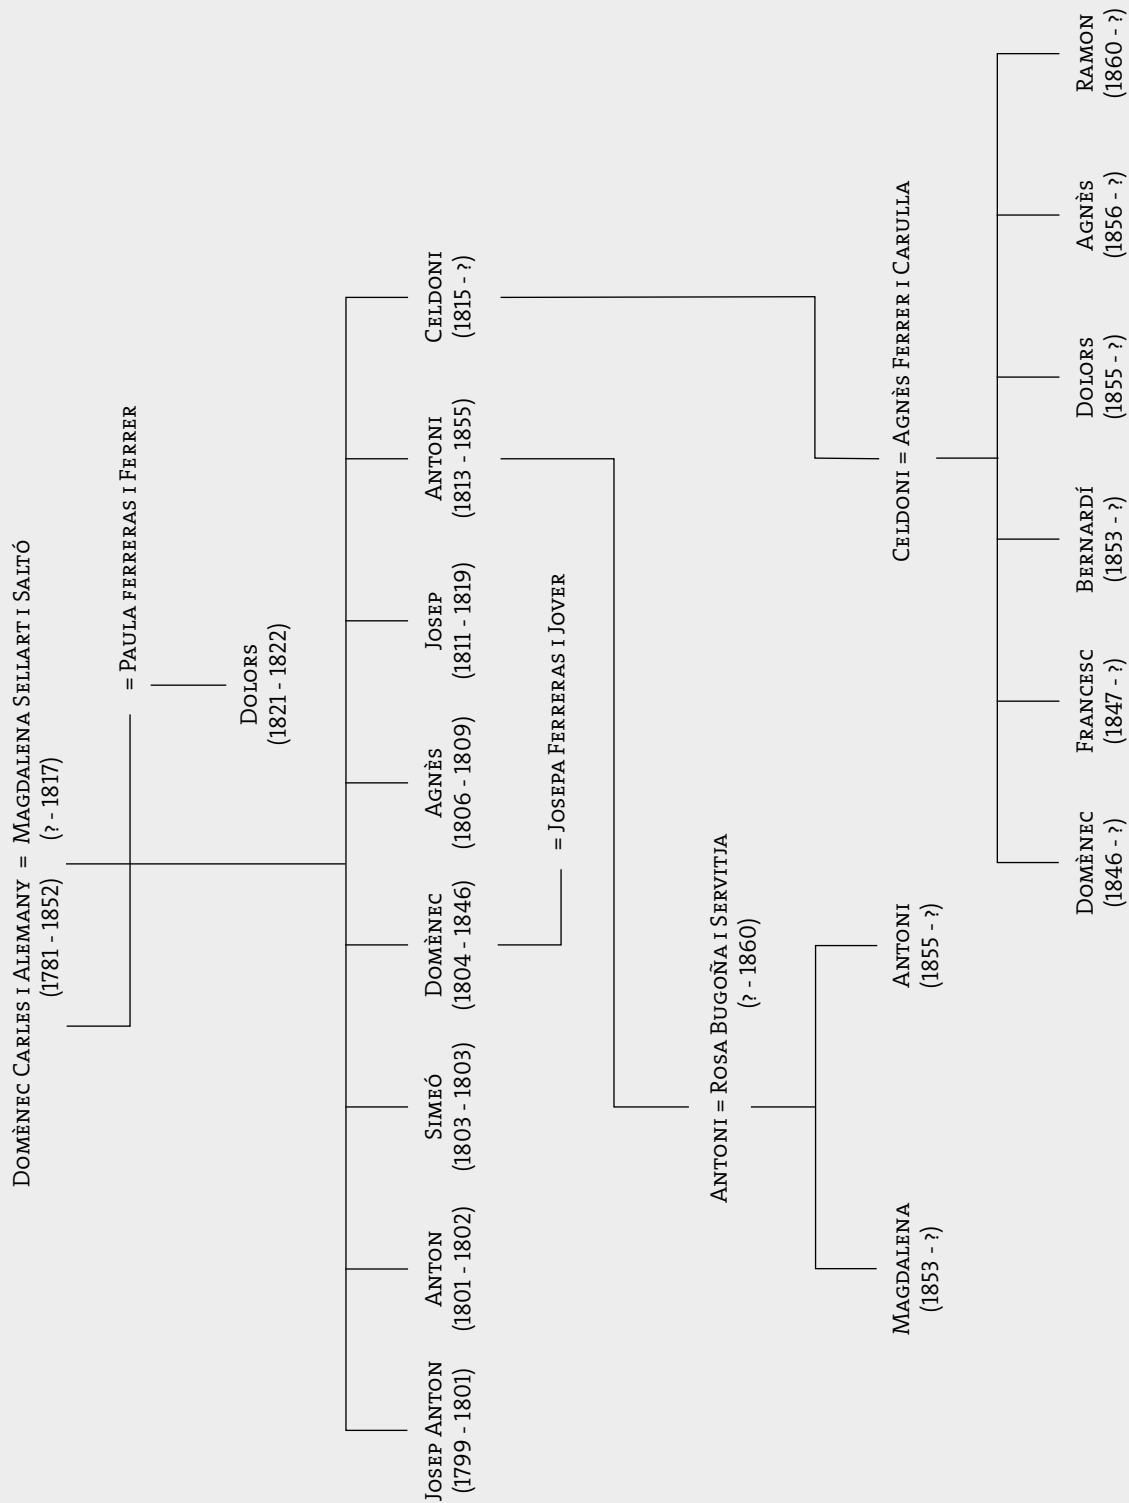 Domènec Carles i Alemany = Magdalena Sellart i Saltó
(1781 - 1852) (? - 1817)
= Paula ferreras i Ferrer
Dolors
(1821 - 1822)
Josep Anton
(1799 - 1801)
Anton
(1801 - 1802)
Simeó
(1803 - 1803)
Domènec
(1804 - 1846)
Agnès
(1806 - 1809)
Josep
(1811 - 1819)
Antoni
(1813 - 1855)
Celdoni
(1815 - ?)
= Josepa Ferreras i Jover
Antoni = Rosa Bugoña i Servitja
(? - 1860)
Magdalena
(1853 - ?)
Antoni
(1855 - ?)
Celdoni = Agnès Ferrer i Carulla
Domènec
(1846 - ?)
Francesc
(1847 - ?)
Bernardí
(1853 - ?)
Dolors
(1855 - ?)
Agnès
(1856 - ?)
Ramon
(1860 - ?)